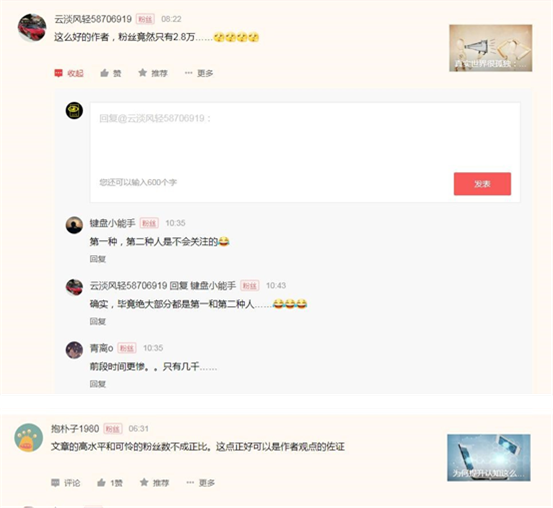 云淡风轻58706919 粉丝 08:22
这么好的作者，粉丝竟然只有2.8万……
真实世界很孤独：...
收起 赞 推荐 ··· 更多
回复@云淡风轻58706919：
您还可以输入600个字
发表
键盘小能手 粉丝 10:35
第一种，第二种人是不会关注的
回复
云淡风轻58706919 回复 键盘小能手 粉丝 10:43
确实，毕竟绝大部分都是第一和第二种人……
回复
青离o 粉丝 10:35
前段时间更惨。。只有几千……
回复
抱朴子1980 粉丝 06:31
文章的高水平和可怜的粉丝数不成正比。这点正好可以是作者观点的佐证
为何提升认知这么...
评论 1赞 推荐 ··· 更多